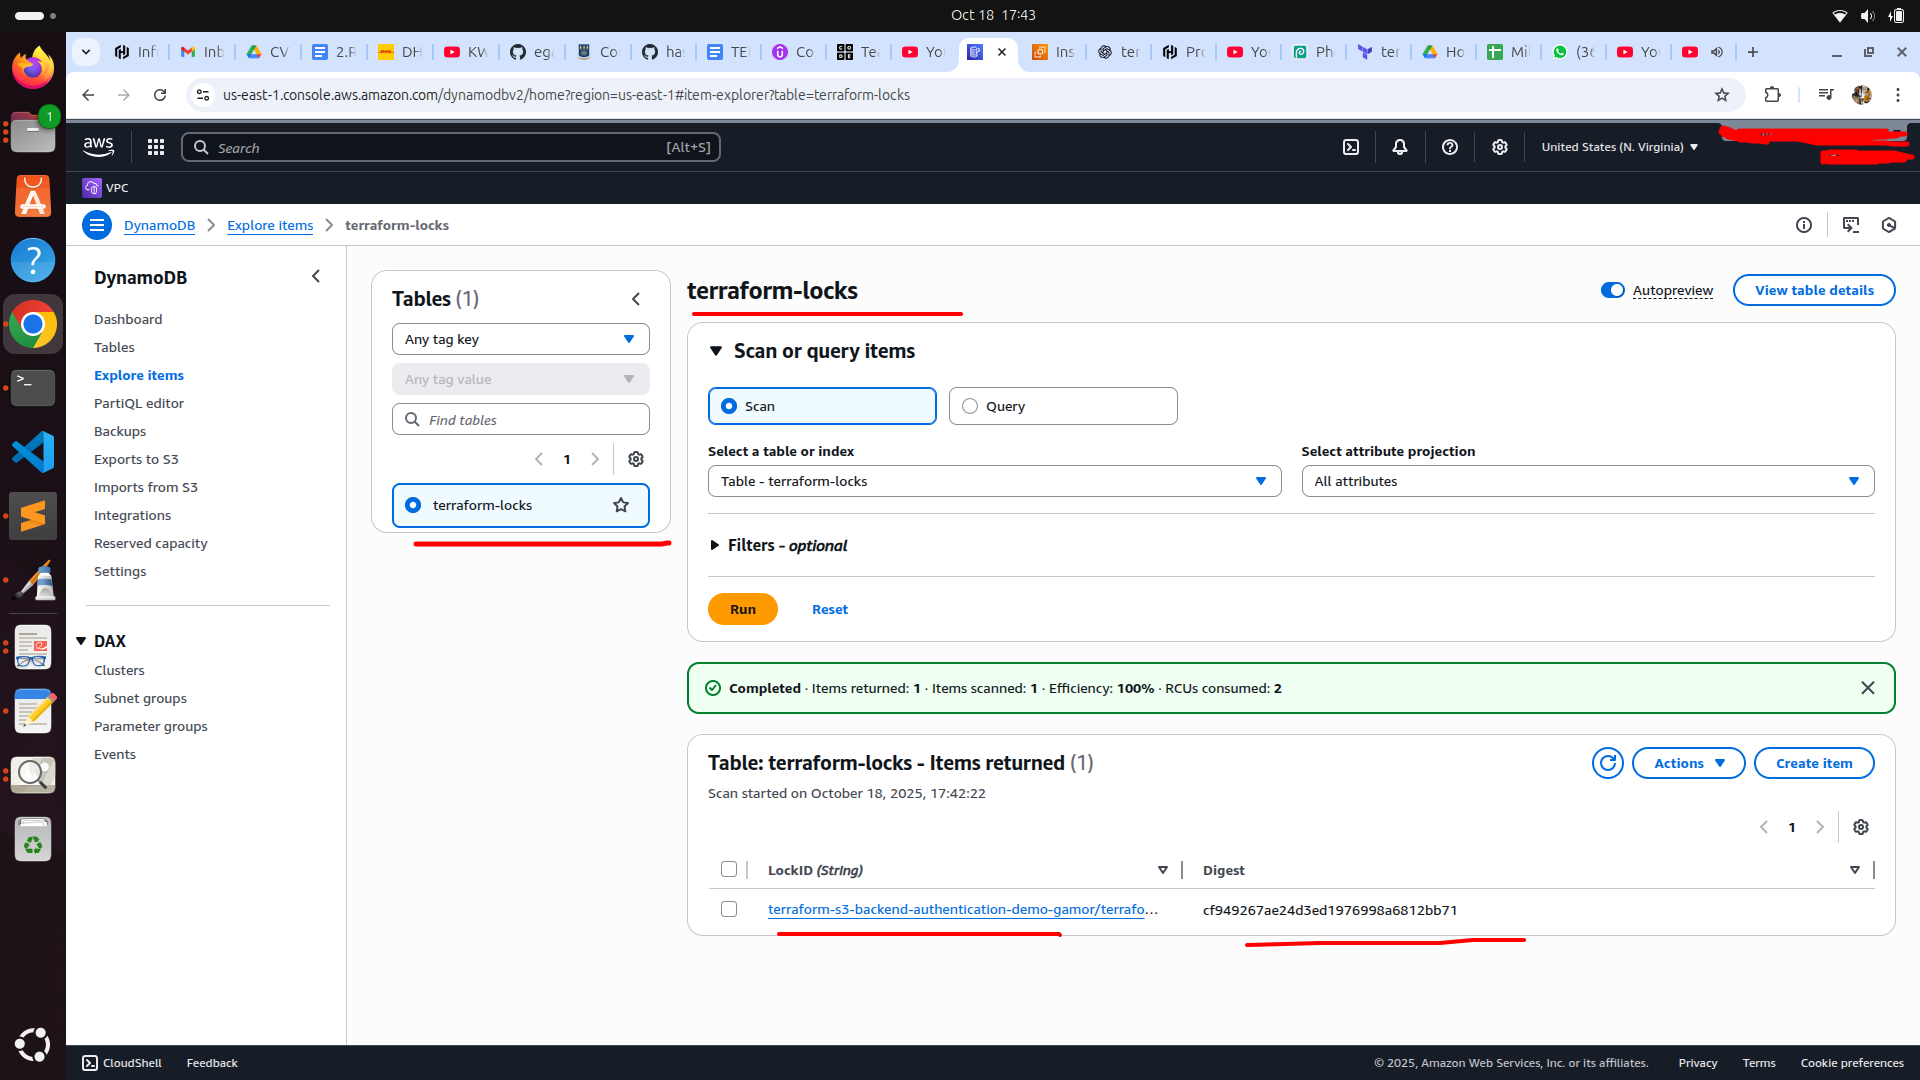 Oct 18 17:43
Inf
Inb
CV
2.F
DH
KW
ega
Co
ha
TE
Co
Te
Yo
Ins
ter
Pr
Yo
Ph
ter
Ho
Mi
(36
Yo
us-east-1.console.aws.amazon.com/dynamodbv2/home?region=us-east-1#item-explorer?table=terraform-locks
1
aws
Search
[Alt+S]
United States (N. Virginia)
VPC
DynamoDB
Explore items
terraform-locks
DynamoDB
Dashboard
Tables
Explore items
PartiQL editor
Backups
Exports to S3
Imports from S3
Integrations
Reserved capacity
Settings
DAX
Clusters
Subnet groups
Parameter groups
Events
Tables (1)
Any tag key
Any tag value
Find tables
1
terraform-locks
terraform-locks
Autopreview
View table details
Scan or query items
Scan
Query
Select a table or index
Select attribute projection
Table - terraform-locks
All attributes
Filters - optional
Run
Reset
Completed · Items returned: 1 · Items scanned: 1 · Efficiency: 100% · RCUs consumed: 2
Table: terraform-locks - Items returned (1)
Actions
Create item
Scan started on October 18, 2025, 17:42:22
1
LockID (String)
Digest
terraform-s3-backend-authentication-demo-gamor/terrafo...
cf949267ae24d3ed1976998a6812bb71
CloudShell
Feedback
© 2025, Amazon Web Services, Inc. or its affiliates.
Privacy
Terms
Cookie preferences